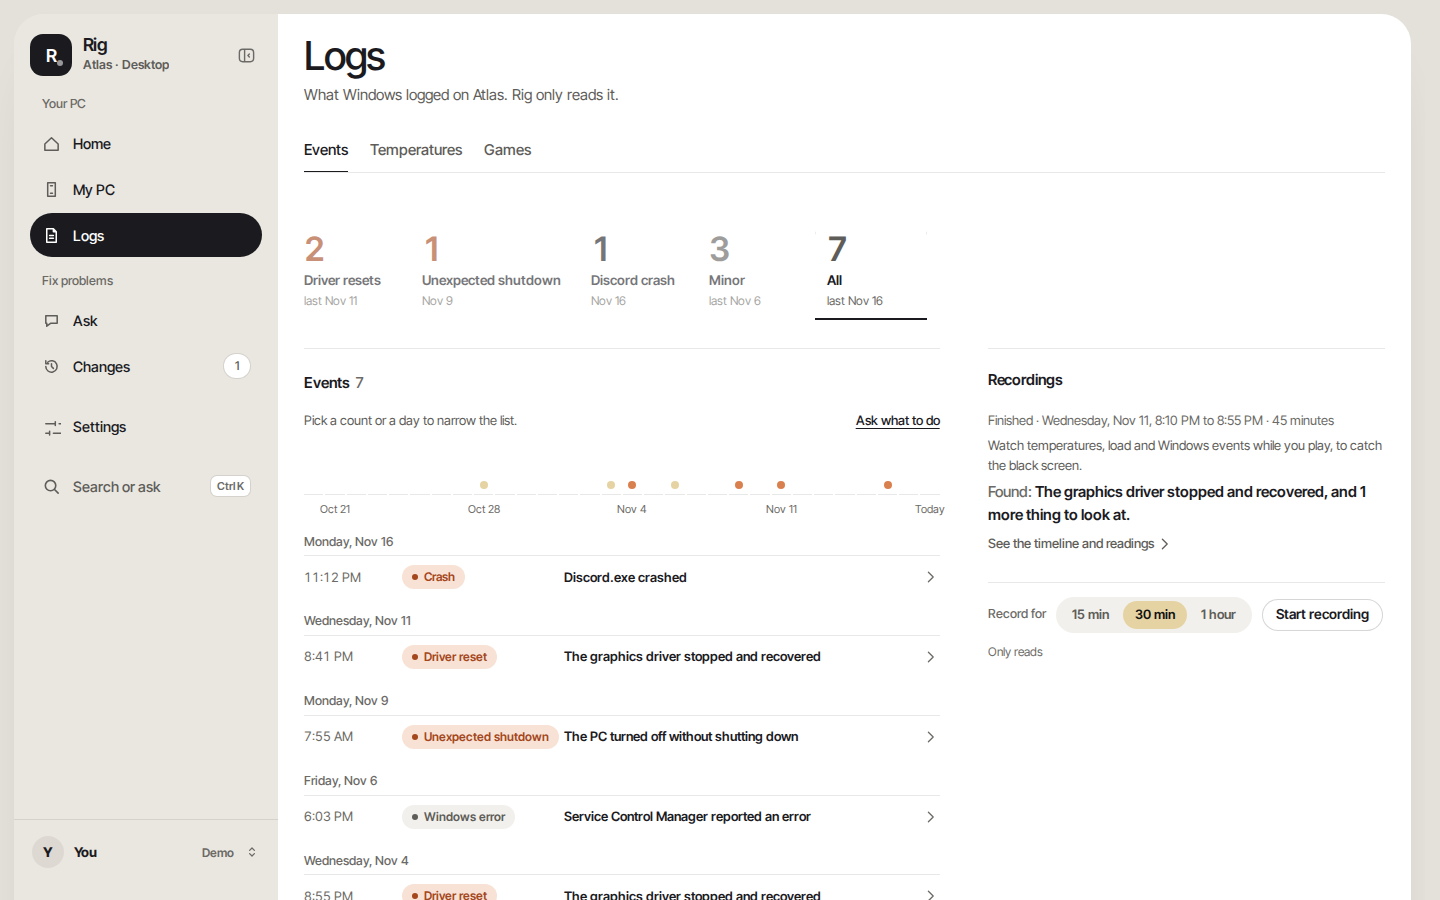 R
Rig
Atlas · Desktop
Your PC
Home
My PC
Logs
Fix problems
Ask
Changes
1
Settings
Search or ask
Ctrl K
Y
You
Demo
Logs
What Windows logged on Atlas. Rig only reads it.
Events
Temperatures
Games
2
Driver resets
last Nov 11
1
Unexpected shutdown
Nov 9
1
Discord crash
Nov 16
3
Minor
last Nov 6
7
All
last Nov 16
Events 7
Pick a count or a day to narrow the list.
Ask what to do
Oct 21
Oct 28
Nov 4
Nov 11
Today
Monday, Nov 16
11:12 PM
Crash
Discord.exe crashed
Wednesday, Nov 11
8:41 PM
Driver reset
The graphics driver stopped and recovered
Monday, Nov 9
7:55 AM
Unexpected shutdown
The PC turned off without shutting down
Friday, Nov 6
6:03 PM
Windows error
Service Control Manager reported an error
Wednesday, Nov 4
8:55 PM
Driver reset
The graphics driver stopped and recovered
Recordings
Finished · Wednesday, Nov 11, 8:10 PM to 8:55 PM · 45 minutes
Watch temperatures, load and Windows events while you play, to catch
the black screen.
Found: The graphics driver stopped and recovered, and 1
more thing to look at.
See the timeline and readings
Record for
15 min
30 min
1 hour
Start recording
Only reads